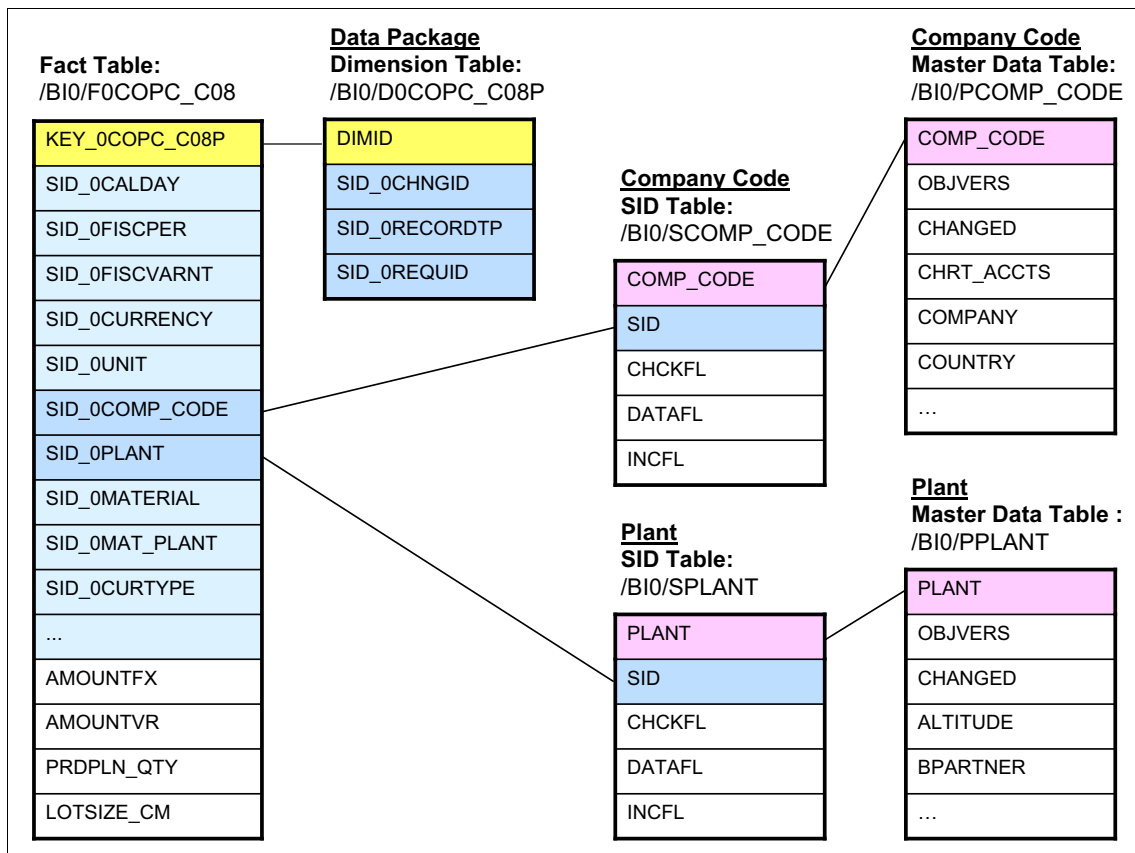 Fact Table:
/BI0/F0COPC_C08
KEY_0COPC_C08P
SID_0CALDAY
SID_0FISCPER
SID_0FISCVARNT
SID_0CURRENCY
SID_0UNIT
SID_0COMP_CODE
SID_0PLANT
SID_0MATERIAL
SID_0MAT_PLANT
SID_0CURTYPE
...
AMOUNTFX
AMOUNTVR
PRDPLN_QTY
LOTSIZE_CM
Data Package
Dimension Table:
/BI0/D0COPC_C08P
DIMID
SID_0CHNGID
SID_0RECORDTP
SID_0REQUID
Company Code
SID Table:
/BI0/SCOMP_CODE
COMP_CODE
SID
CHCKFL
DATAFL
INCFL
Company Code
Master Data Table:
/BI0/PCOMP_CODE
COMP_CODE
OBJVERS
CHANGED
CHRT_ACCTS
COMPANY
COUNTRY
…
Plant
SID Table:
/BI0/SPLANT
PLANT
SID
CHCKFL
DATAFL
INCFL
Plant
Master Data Table :
/BI0/PPLANT
PLANT
OBJVERS
CHANGED
ALTITUDE
BPARTNER
…